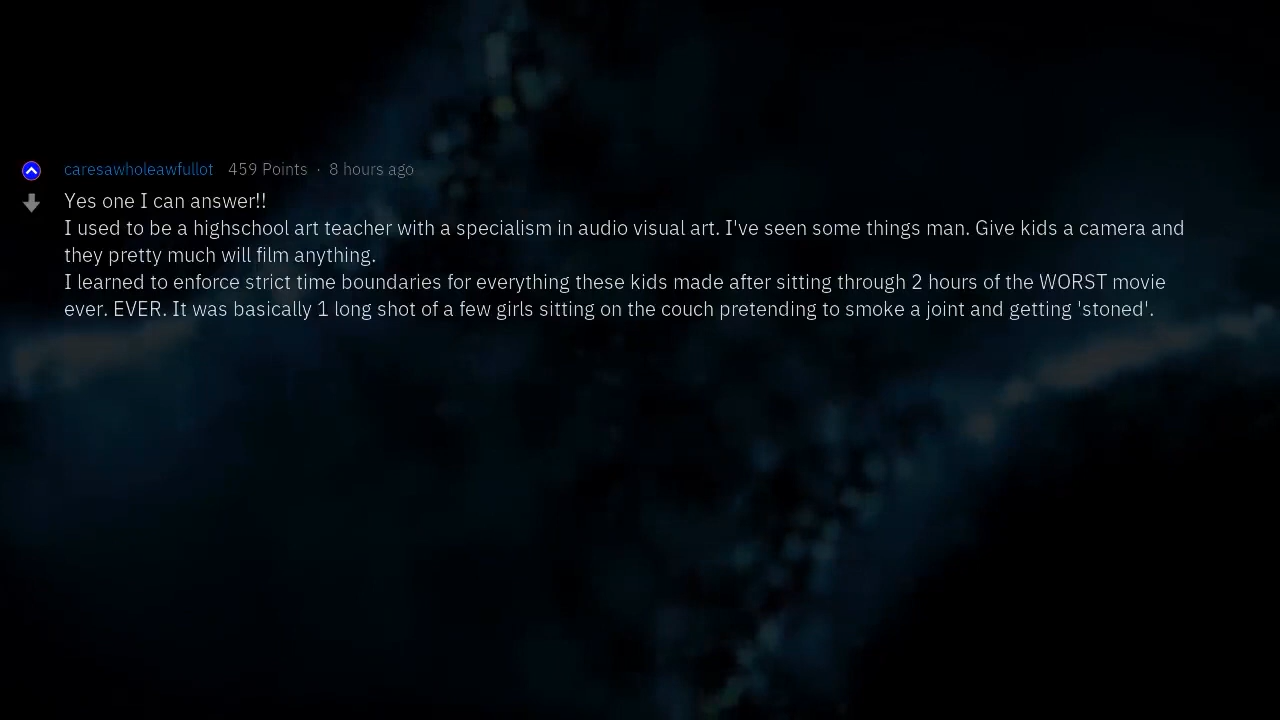 caresawholeawfullot 459 Points · 8 hours ago
Yes one I can answer!!
I used to be a highschool art teacher with a specialism in audio visual art. I've seen some things man. Give kids a camera and
they pretty much will film anything.
I learned to enforce strict time boundaries for everything these kids made after sitting through 2 hours of the WORST movie
ever. EVER. It was basically 1 long shot of a few girls sitting on the couch pretending to smoke a joint and getting 'stoned'.